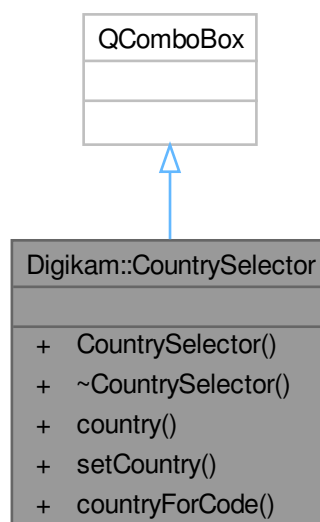 QComboBox
Digikam::CountrySelector
+ CountrySelector()
+ ~CountrySelector()
+ country()
+ setCountry()
+ countryForCode()